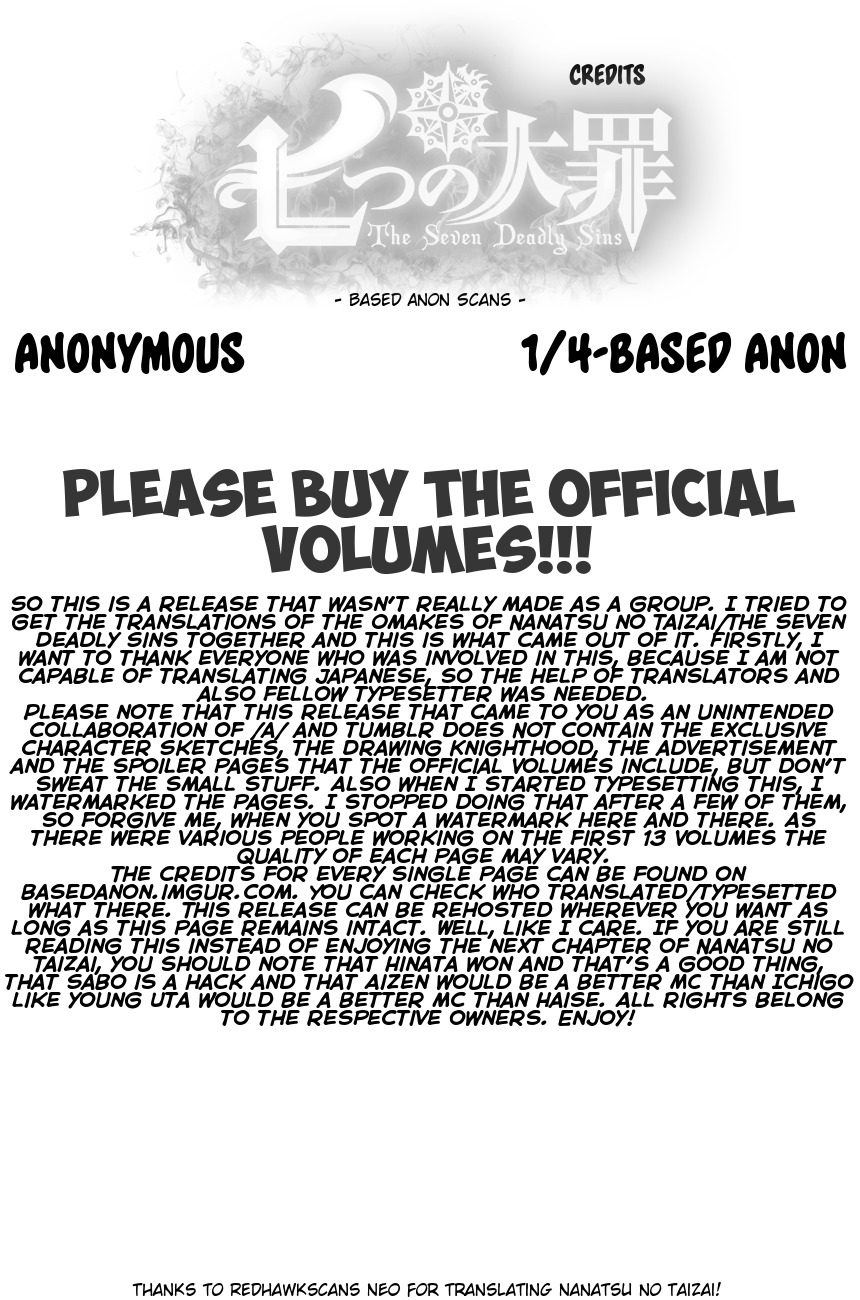 CREDITS
七つの大罪
The Seven Deadly Sins
- BASED ANON SCANS -
ANONYMOUS
1/4-BASED ANON
PLEASE BUY THE OFFICIAL
VOLUMES!!!
SO THIS IS A RELEASE THAT WASN'T REALLY MADE AS A GROUP. I TRIED TO
GET THE TRANSLATIONS OF THE OMAKES OF NANATSU NO TAIZAI/THE SEVEN
DEADLY SINS TOGETHER AND THIS IS WHAT CAME OUT OF IT. FIRSTLY, I
WANT TO THANK EVERYONE WHO WAS INVOLVED IN THIS, BECAUSE I AM NOT
CAPABLE OF TRANSLATING JAPANESE, SO THE HELP OF TRANSLATORS AND
ALSO FELLOW TYPESETTER WAS NEEDED.
PLEASE NOTE THAT THIS RELEASE THAT CAME TO YOU AS AN UNINTENDED
COLLABORATION OF /A/ AND TUMBLR DOES NOT CONTAIN THE EXCLUSIVE
CHARACTER SKETCHES, THE DRAWING KNIGHTHOOD, THE ADVERTISEMENT
AND THE SPOILER PAGES THAT THE OFFICIAL VOLUMES INCLUDE, BUT DON'T
SWEAT THE SMALL STUFF. ALSO WHEN I STARTED TYPESETTING THIS, I
WATERMARKED THE PAGES. I STOPPED DOING THAT AFTER A FEW OF THEM,
SO FORGIVE ME, WHEN YOU SPOT A WATERMARK HERE AND THERE. AS
THERE WERE VARIOUS PEOPLE WORKING ON THE FIRST 13 VOLUMES THE
QUALITY OF EACH PAGE MAY VARY.
THE CREDITS FOR EVERY SINGLE PAGE CAN BE FOUND ON
BASEDANON.IMGUR.COM. YOU CAN CHECK WHO TRANSLATED/TYPESETTED
WHAT THERE. THIS RELEASE CAN BE REHOSTED WHEREVER YOU WANT AS
LONG AS THIS PAGE REMAINS INTACT. WELL, LIKE I CARE. IF YOU ARE STILL
READING THIS INSTEAD OF ENJOYING THE NEXT CHAPTER OF NANATSU NO
TAIZAI, YOU SHOULD NOTE THAT HINATA WON AND THAT'S A GOOD THING,
THAT SABO IS A HACK AND THAT AIZEN WOULD BE A BETTER MC THAN ICHIGO
LIKE YOUNG UTA WOULD BE A BETTER MC THAN HAISE. ALL RIGHTS BELONG
TO THE RESPECTIVE OWNERS. ENJOY!
THANKS TO REDHAWKSCANS NEO FOR TRANSLATING NANATSU NO TAIZAI!